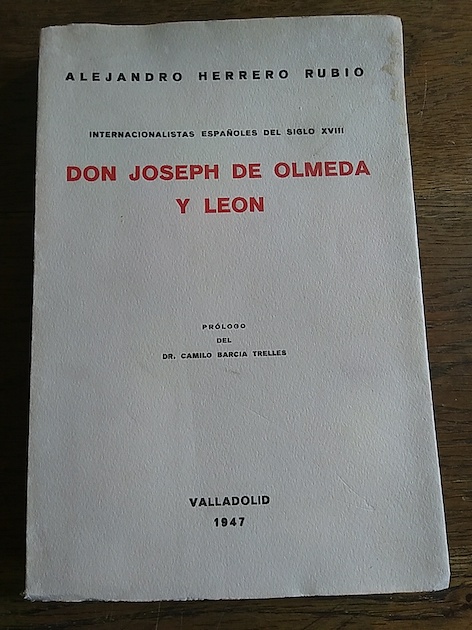 ALEJANDRO HERRERO RUBIO
INTERNACIONALISTAS ESPAÑOLES DEL SIGLO XVIII
DON JOSEPH DE OLMEDA
Y LEON
PRÓLOGO
DEL
DR. CAMILO BARCIA TRELLES
VALLADOLID
1947